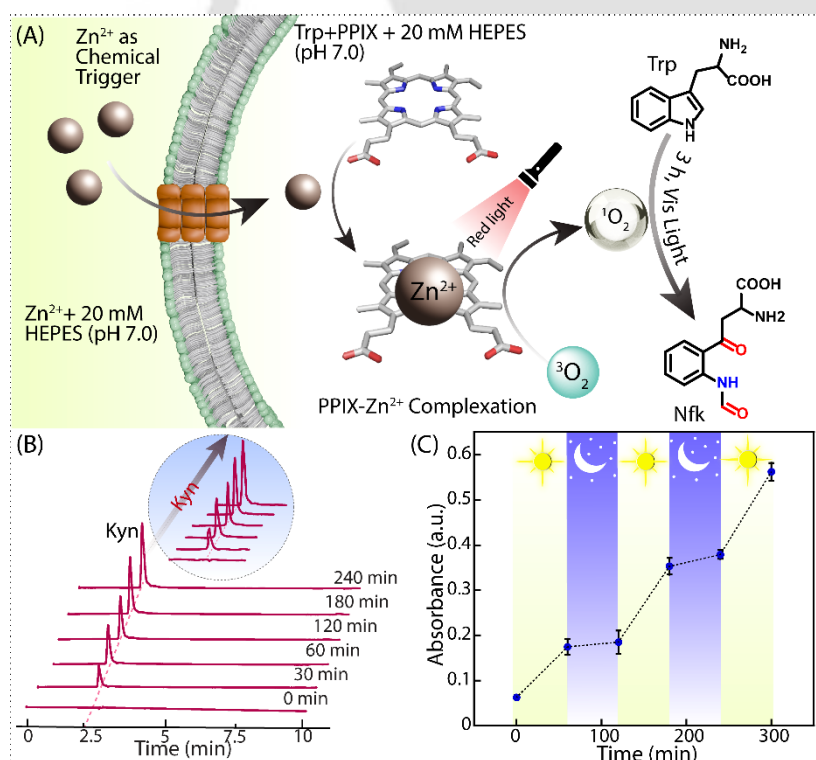 (A)
Zn²⁺ as
Chemical
Trigger
Trp+PPIX + 20 mM HEPES
(pH 7.0)
Trp
NH₂
COOH
N
H
3 h, Vis Light
Red light
¹O₂
Zn²⁺
Zn²⁺+ 20 mM
HEPES (pH 7.0)
³O₂
PPIX-Zn²⁺ Complexation
COOH
NH2
O
NH
O
Nfk
(B)
Kyn
Kyn
240 min
180 min
120 min
60 min
30 min
0 min
0 2.5 5 7.5 10
Time (min)
(C)
Absorbance (a.u.)
0.6
0.5
0.4
0.3
0.2
0.1
0 100 200 300
Time (min)